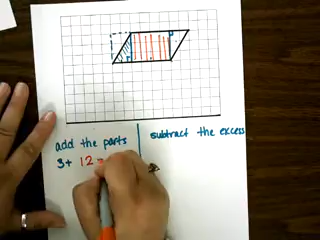 add the parts
subtract the excess
3+ 12 =